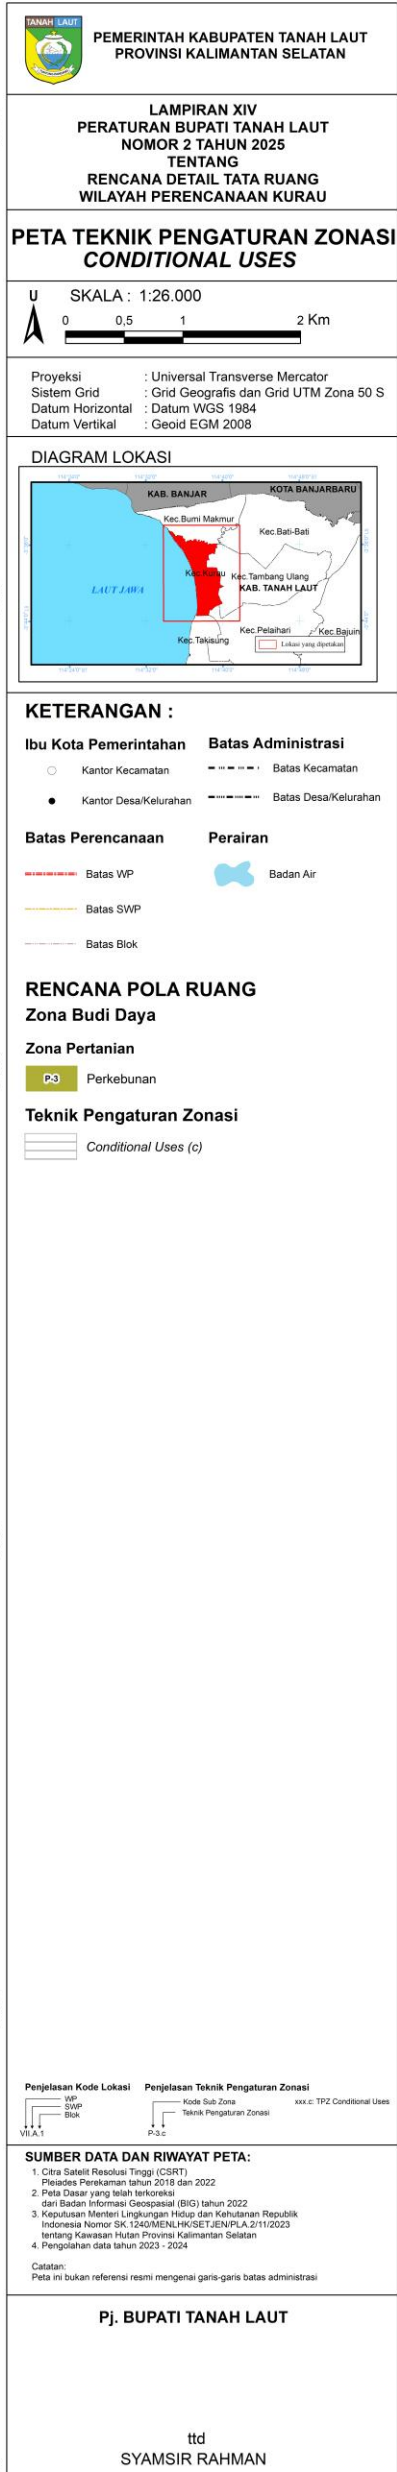 TANAH LAUT
PEMERINTAH KABUPATEN TANAH LAUT
PROVINSI KALIMANTAN SELATAN
LAMPIRAN XIV
PERATURAN BUPATI TANAH LAUT
NOMOR 2 TAHUN 2025
TENTANG
RENCANA DETAIL TATA RUANG
WILAYAH PERENCANAAN KURAU
PETA TEKNIK PENGATURAN ZONASI
CONDITIONAL USES
U
SKALA : 1:26.000
0 0,5 1 2 Km
Proyeksi : Universal Transverse Mercator
Sistem Grid : Grid Geografis dan Grid UTM Zona 50 S
Datum Horizontal : Datum WGS 1984
Datum Vertikal : Geoid EGM 2008
DIAGRAM LOKASI
KAB. BANJAR
KOTA BANJARBARU
Kec.Bumi Makmur
Kec.Bati-Bati
Kec.Kurau
Kec.Tambang Ulang
LAUT JAWA
KAB. TANAH LAUT
Kec.Takisung
Kec.Pelaihari
Kec.Bajuin
Lokasi yang dipetakan
KETERANGAN :
Ibu Kota Pemerintahan
Kantor Kecamatan
Kantor Desa/Kelurahan
Batas Administrasi
Batas Kecamatan
Batas Desa/Kelurahan
Batas Perencanaan
Batas WP
Batas SWP
Batas Blok
Perairan
Badan Air
RENCANA POLA RUANG
Zona Budi Daya
Zona Pertanian
P-3 Perkebunan
Teknik Pengaturan Zonasi
Conditional Uses (c)
Penjelasan Kode Lokasi
WP
SWP
Blok
VII.A.1
Penjelasan Teknik Pengaturan Zonasi
Kode Sub Zona
Teknik Pengaturan Zonasi
P-3.c
xxx.c: TPZ Conditional Uses
SUMBER DATA DAN RIWAYAT PETA:
1. Citra Satelit Resolusi Tinggi (CSRT)
Pleiades Perekaman tahun 2018 dan 2022
2. Peta Dasar yang telah terkoreksi
dari Badan Informasi Geospasial (BIG) tahun 2022
3. Keputusan Menteri Lingkungan Hidup dan Kehutanan Republik
Indonesia Nomor SK.1240/MENLHK/SETJEN/PLA.2/11/2023
tentang Kawasan Hutan Provinsi Kalimantan Selatan
4. Pengolahan data tahun 2023 - 2024
Catatan:
Peta ini bukan referensi resmi mengenai garis-garis batas administrasi
Pj. BUPATI TANAH LAUT
ttd
SYAMSIR RAHMAN